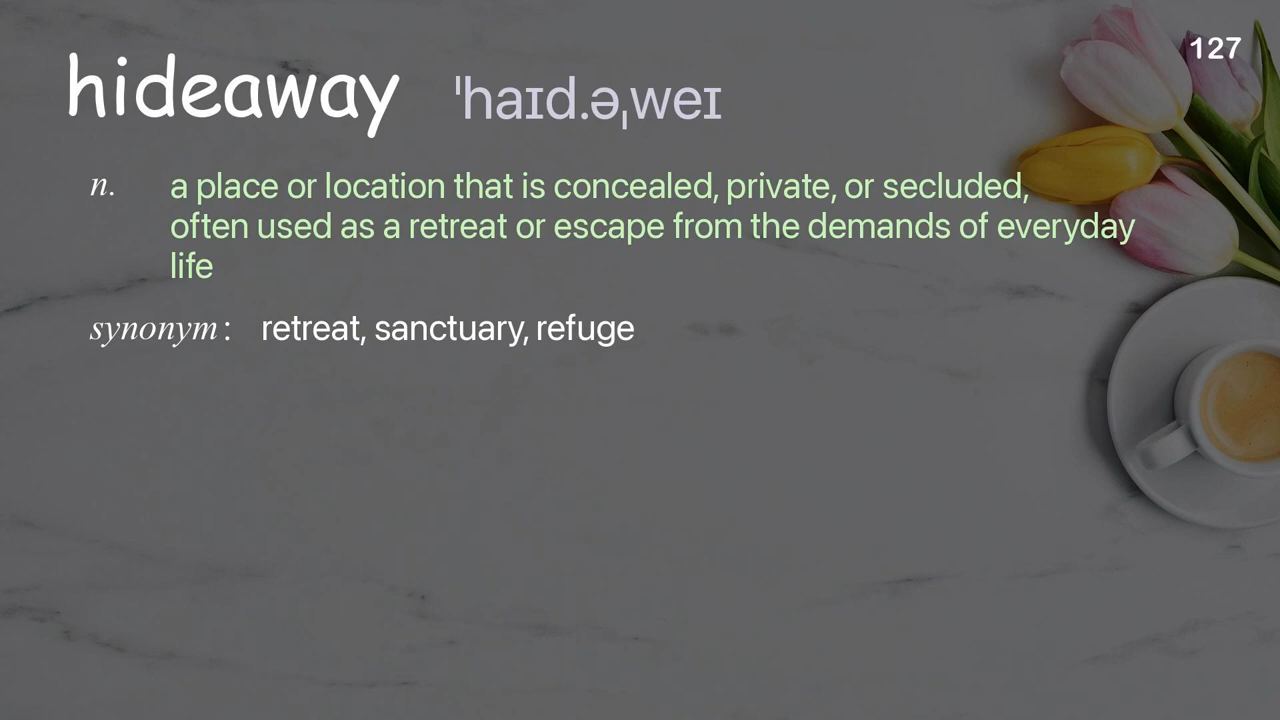 127
hideaway ˈhaɪd.əˌweɪ
n. a place or location that is concealed, private, or secluded,
often used as a retreat or escape from the demands of everyday
life
synonym: retreat, sanctuary, refuge